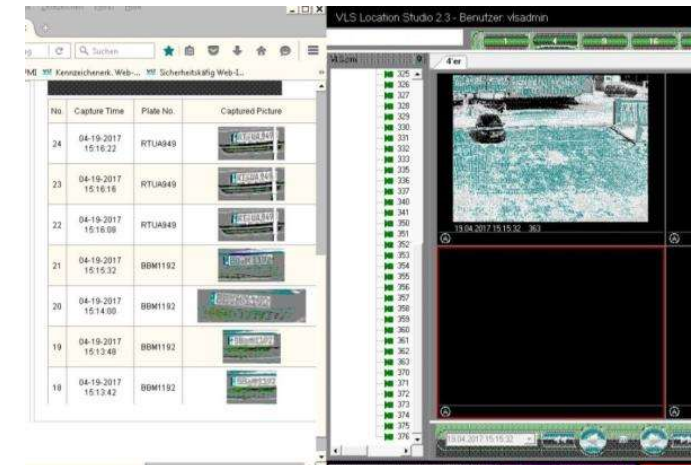 Suchen
Kennzeichenerk. Web-... Sicherheitskäfig Web-I...
No. Capture Time Plate No. Captured Picture
24 04-19-2017 15:16:22 RTUA949
23 04-19-2017 15:16:16 RTUA949
22 04-19-2017 RTUA949
21 04-19-2017 15:15:32 BBM1192
20 04-19-2017 BBM1192
19 04-19-2017 15:13:48 BBM1192
18 04-19-2017 15:13:42 BBM1192
VLS Location Studio 2.3 - Benutzer: vlsadmin
1 4 9 16
4'er
325
326
327
328
329
330
331
332
333
335
336
337
340
341
350
351
352
353
354
355
356
357
358
359
360
361
362
363
370
371
372
373
374
375
376
19.04.2017 15:15:32 363
19.04.2017 15:15:32